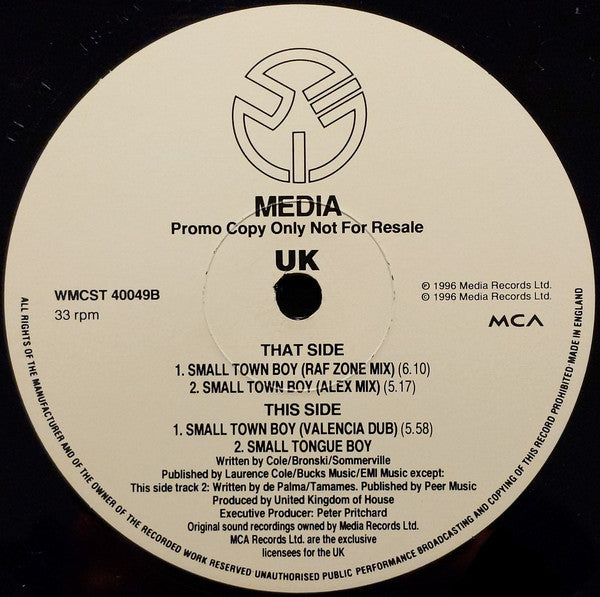 MEDIA
Promo Copy Only Not For Resale
UK
WMCST 40049B
33 rpm
℗ 1996 Media Records Ltd.
© 1996 Media Records Ltd.
MCA
THAT SIDE
1. SMALL TOWN BOY (RAF ZONE MIX) (6.10)
2. SMALL TOWN BOY (ALEX MIX) (5.17)
THIS SIDE
1. SMALL TOWN BOY (VALENCIA DUB) (5.58)
2. SMALL TONGUE BOY
Written by Cole/Bronski/Sommerville
Published by Laurence Cole/Bucks Music/EMI Music except:
This side track 2: Written by de Palma/Tamames. Published by Peer Music
Produced by United Kingdom of House
Executive Producer: Peter Pritchard
Original sound recordings owned by Media Records Ltd.
MCA Records Ltd. are the exclusive
licensees for the UK
ALL RIGHTS OF THE MANUFACTURER AND OF THE OWNER OF THE RECORDED WORK RESERVED UNAUTHORISED PUBLIC PERFORMANCE BROADCASTING AND COPYING OF THIS RECORD PROHIBITED MADE IN ENGLAND